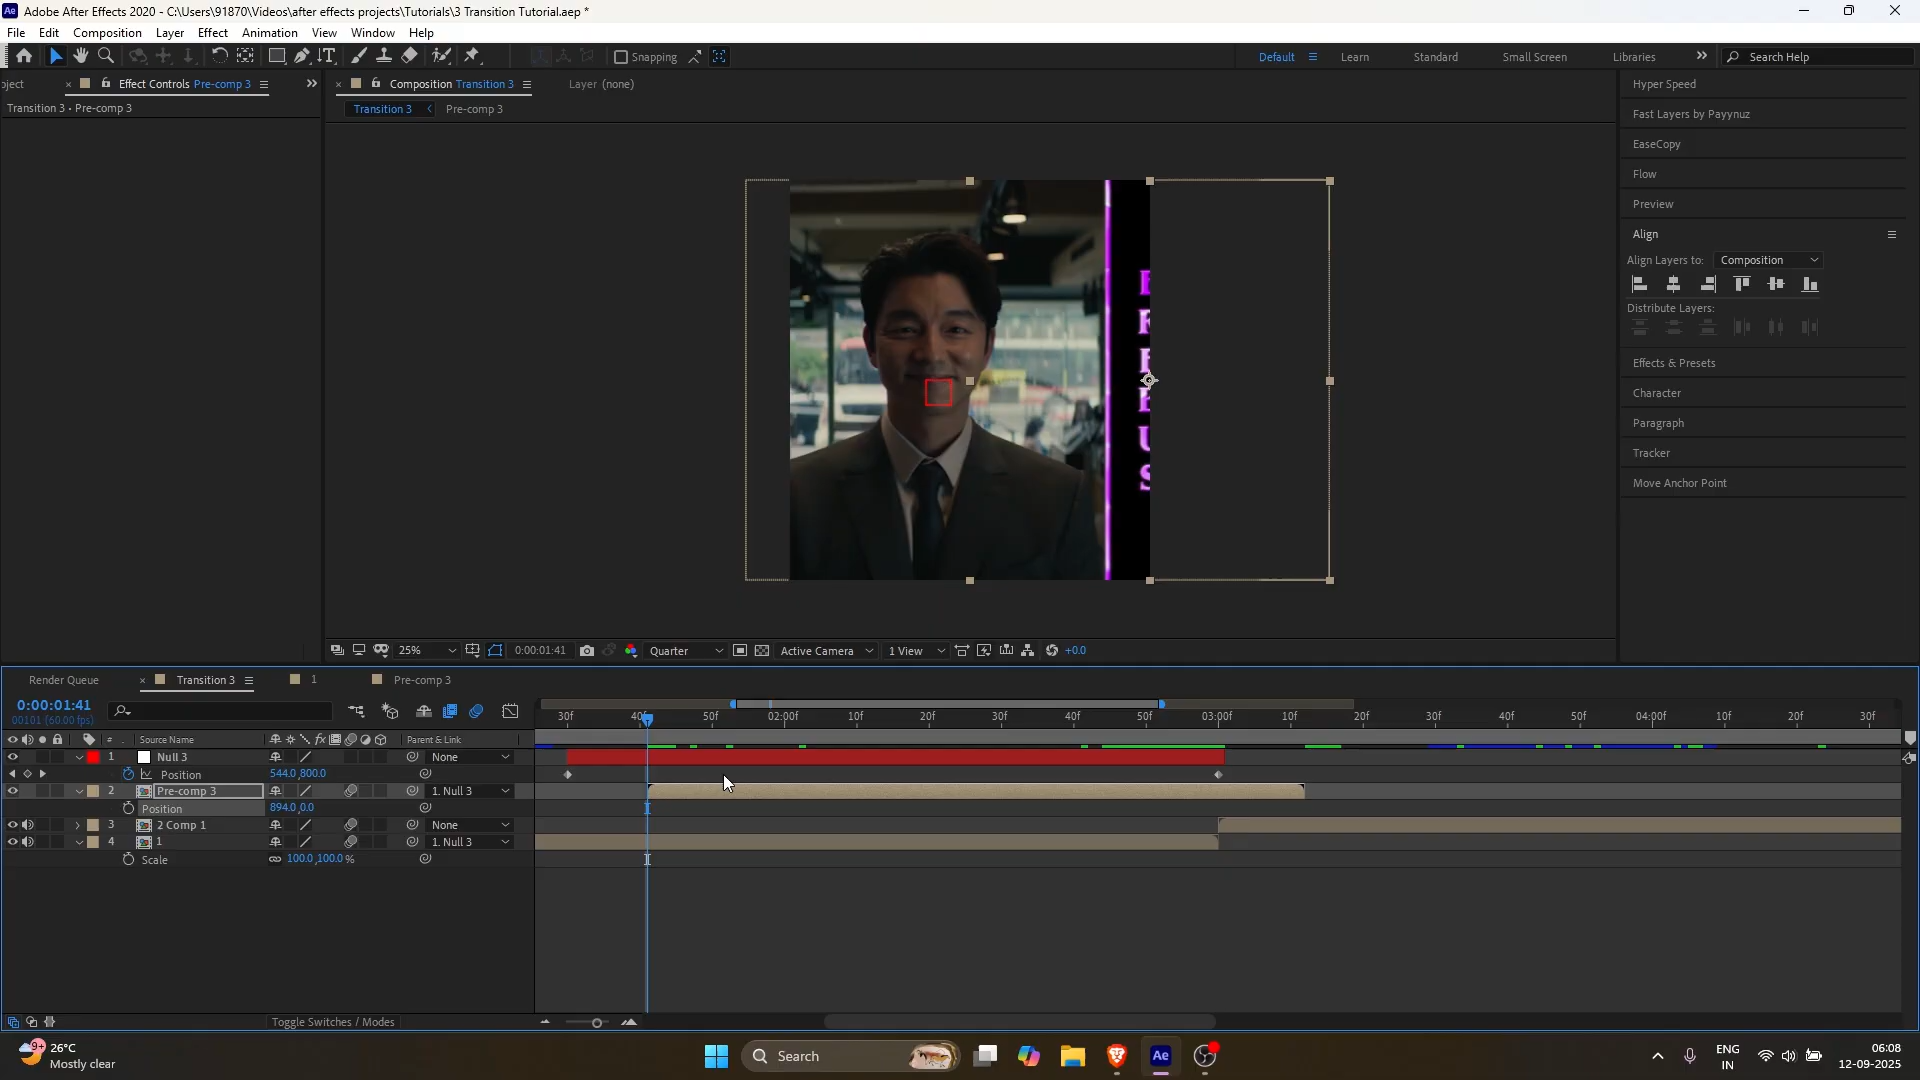 Adobe After Effects 2020 - C:\Users\91870\Videos\after effects projects\Tutorials\3 Transition Tutorial.aep *
File Edit Composition Layer Effect Animation View Window Help
Snapping
Default Learn Standard Small Screen Libraries Search Help
oject Effect Controls Pre-comp 3
Composition Transition 3
Layer (none)
Transition 3 • Pre-comp 3
Transition 3 Pre-comp 3
Hyper Speed
Fast Layers by Payynuz
EaseCopy
Flow
Preview
Align
Align Layers to: Composition
Distribute Layers:
Effects & Presets
Character
Paragraph
Tracker
Move Anchor Point
25% 0:00:01:41 Quarter Active Camera 1 View +0.0
Render Queue Transition 3 1 Pre-comp 3
0:00:01:41
00101 (60.00 fps)
30f 40f 50f 02:00f 10f 20f 30f 40f 50f 03:00f 10f 20f 30f 40f 50f 04:00f 10f 20f 30f
# Source Name Parent & Link
1 Null 3 None
Position 544.0,800.0
2 Pre-comp 3 1. Null 3
Position 894.0,0.0
3 2 Comp 1 None
4 1 1. Null 3
Scale 100.0,100.0%
Toggle Switches / Modes
9+
26°C
Mostly clear
Search
Ae
ENG
IN
06:08
12-09-2025